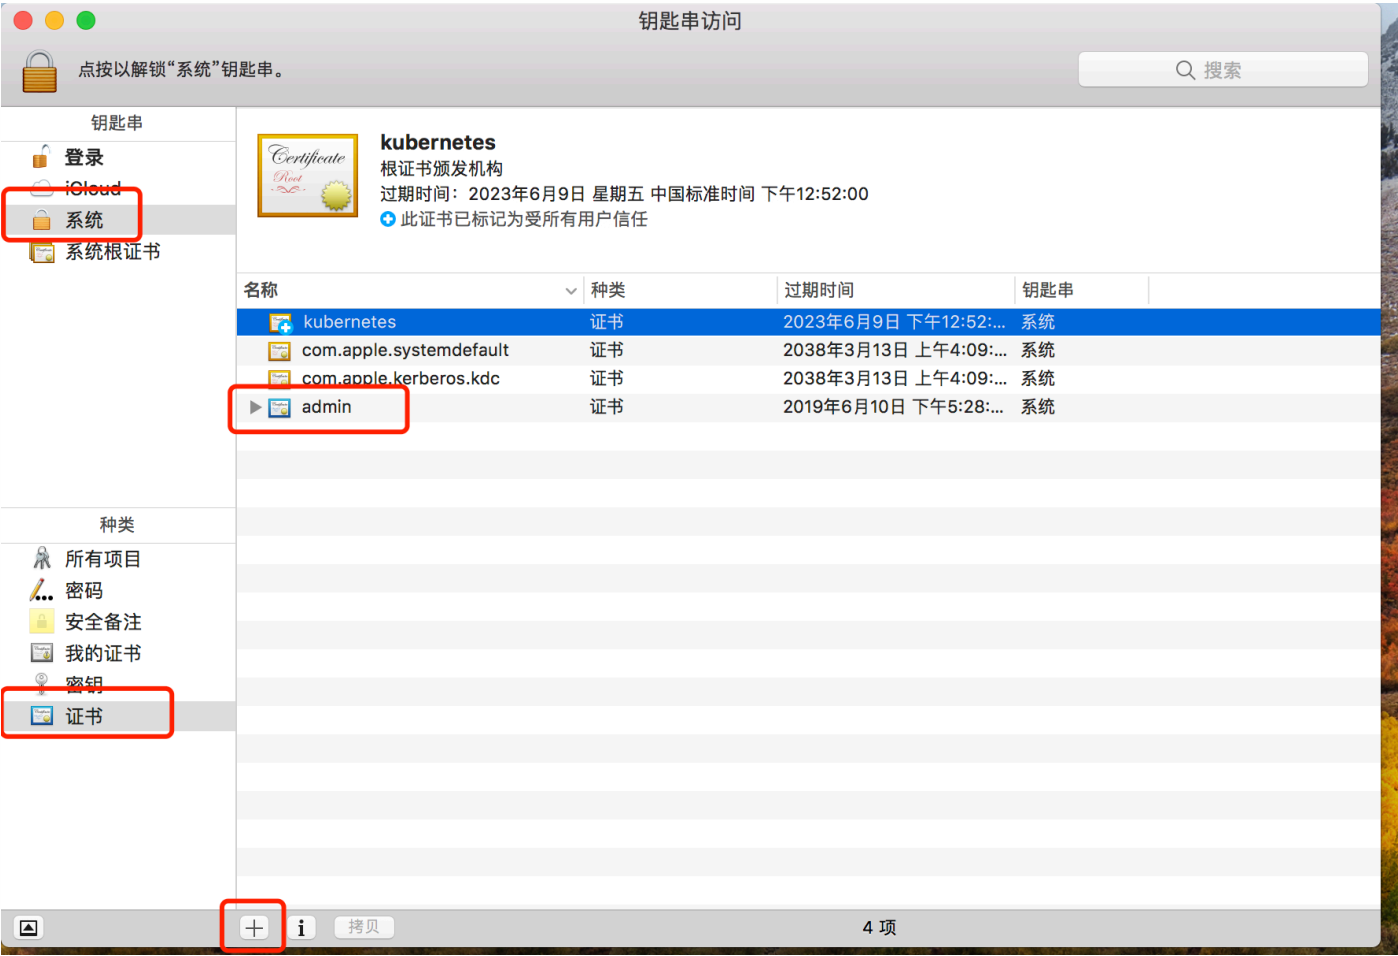 钥匙串访问
点按以解锁“系统”钥匙串。
搜索
钥匙串
登录
iCloud
系统
系统根证书
Certificate
Root
kubernetes
根证书颁发机构
过期时间：2023年6月9日 星期五 中国标准时间 下午12:52:00
此证书已标记为受所有用户信任
名称 种类 过期时间 钥匙串
kubernetes 证书 2023年6月9日 下午12:52:... 系统
com.apple.systemdefault 证书 2038年3月13日 上午4:09:... 系统
com.apple.kerberos.kdc 证书 2038年3月13日 上午4:09:... 系统
admin 证书 2019年6月10日 下午5:28:... 系统
种类
所有项目
密码
安全备注
我的证书
密钥
证书
拷贝
4 项